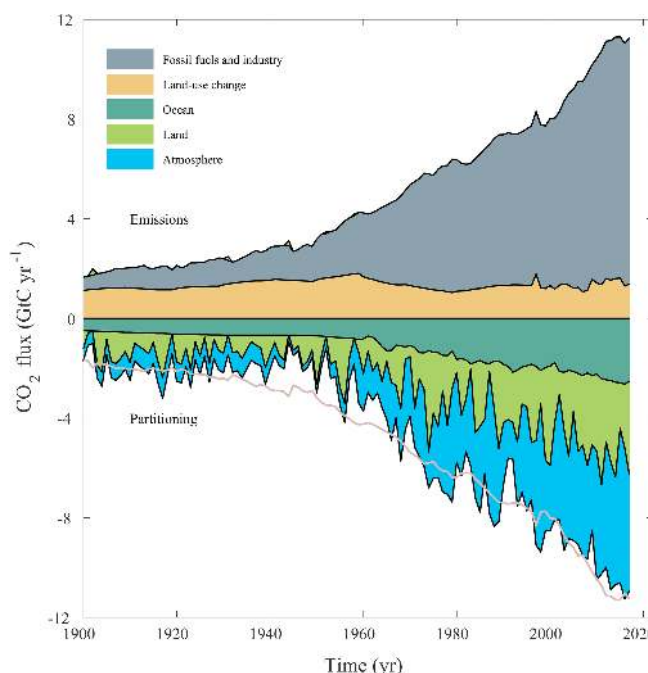 12
8
4
0
-4
-8
-12
CO2 flux (GtC yr-1)
Fossil fuels and industry
Land-use change
Ocean
Land
Atmosphere
Emissions
Partitioning
1900
1920
1940
1960
1980
2000
202
Time (yr)